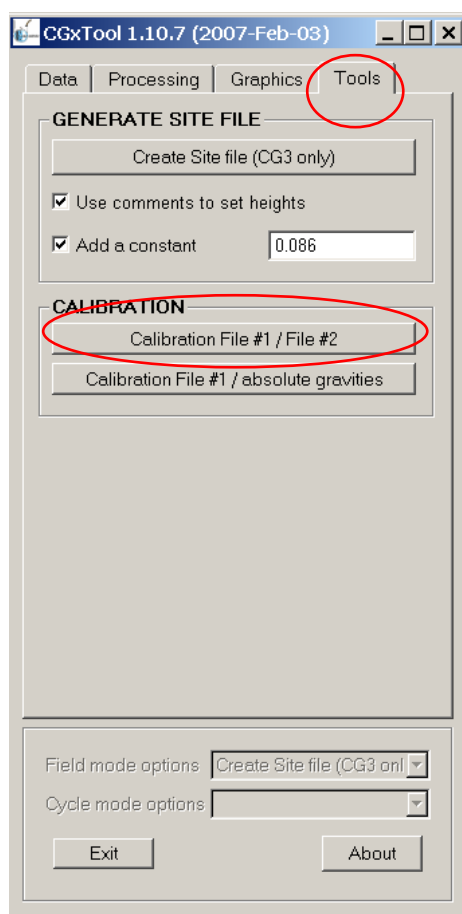 CGxTool 1.10.7 (2007-Feb-03)
Data Processing Graphics Tools
GENERATE SITE FILE
Create Site file (CG3 only)
Use comments to set heights
Add a constant 0.086
CALIBRATION
Calibration File #1 / File #2
Calibration File #1 / absolute gravities
Field mode options Create Site file (CG3 onl
Cycle mode options
Exit About